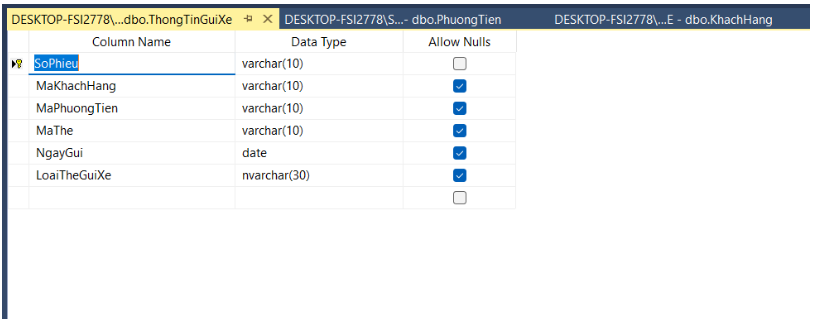 DESKTOP-FSI2778\...dbo.ThongTinGuiXe DESKTOP-FSI2778\S...- dbo.PhuongTien DESKTOP-FSI2778\...E - dbo.KhachHang
Column Name Data Type Allow Nulls
SoPhieu varchar(10)
MaKhachHang varchar(10)
MaPhuongTien varchar(10)
MaThe varchar(10)
NgayGui date
LoaiTheGuiXe nvarchar(30)